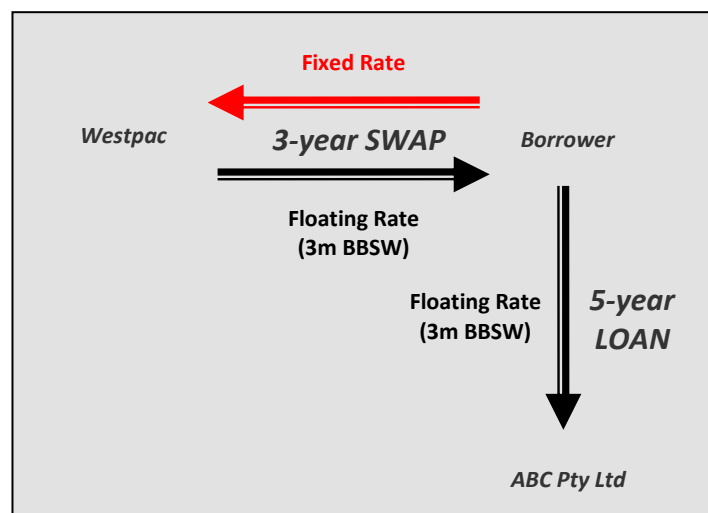 Fixed Rate
Westpac
3-year SWAP
Borrower
Floating Rate
(3m BBSW)
Floating Rate
(3m BBSW)
5-year
LOAN
ABC Pty Ltd